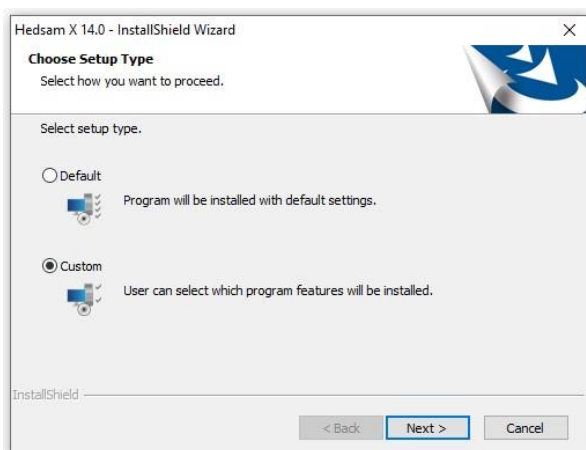 Hedsam X 14.0 - InstallShield Wizard
Choose Setup Type
Select how you want to proceed.
Select setup type.
Default
Program will be installed with default settings.
Custom
User can select which program features will be installed.
InstallShield
< Back
Next >
Cancel